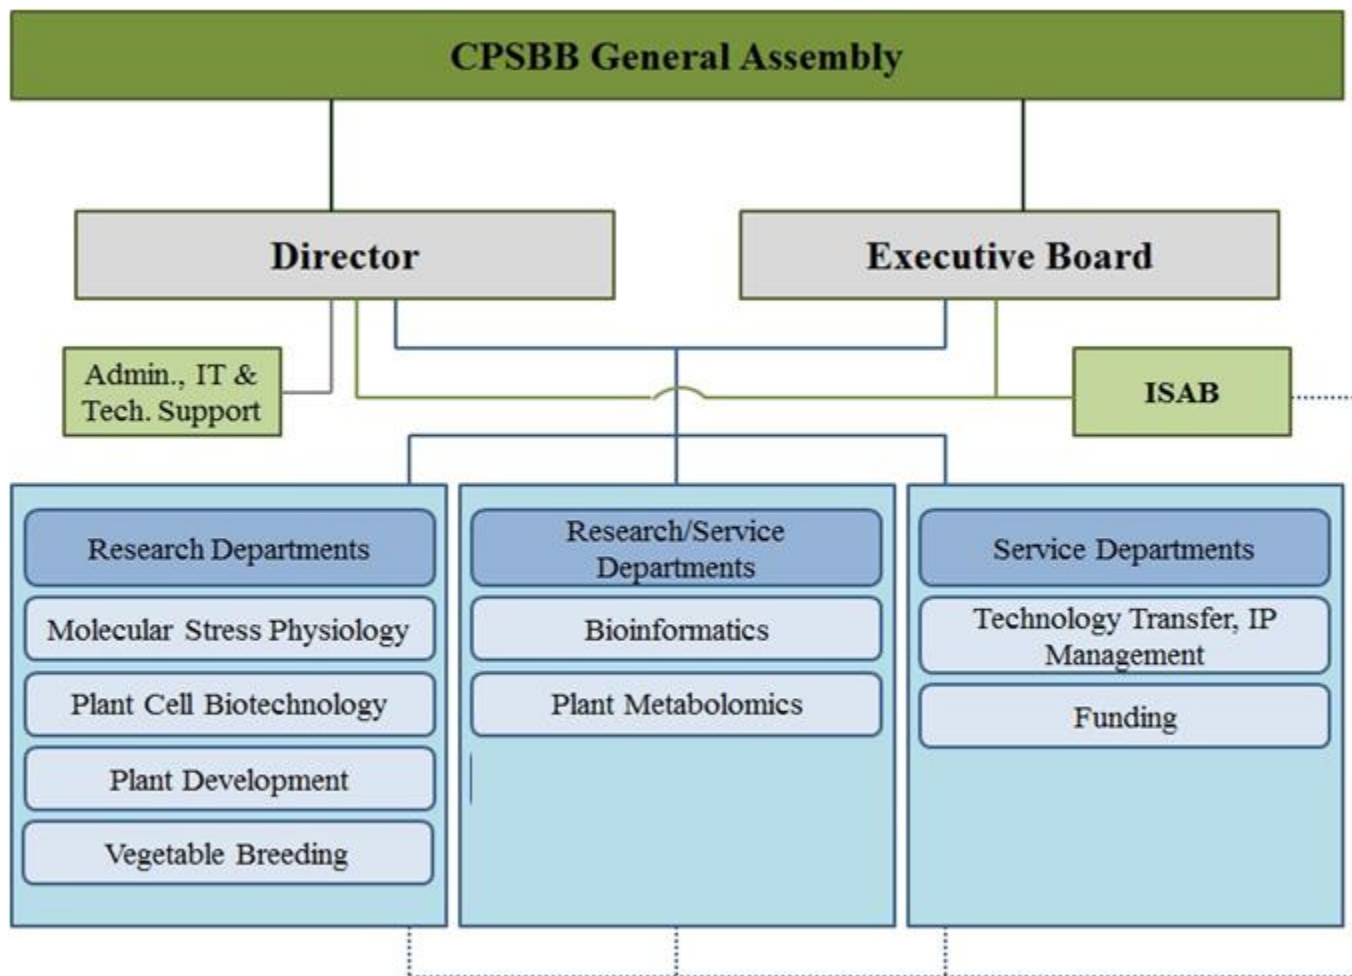 CPSBB General Assembly
Director
Executive Board
Admin., IT &
Tech. Support
ISAB
Research Departments
Molecular Stress Physiology
Plant Cell Biotechnology
Plant Development
Vegetable Breeding
Research/Service
Departments
Bioinformatics
Plant Metabolomics
Service Departments
Technology Transfer, IP
Management
Funding